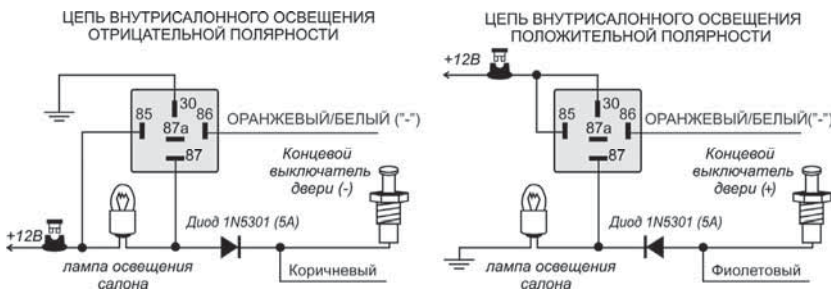 ЦЕПЬ ВНУТРИСАЛОННОГО ОСВЕЩЕНИЯ
ОТРИЦАТЕЛЬНОЙ ПОЛЯРНОСТИ
30
85
86
87a
87
ОРАНЖЕВЫЙ/БЕЛЫЙ ("-")
Концевой
выключатель
двери (-)
+12В
Диод 1N5301 (5А)
лампа освещения
салона
Коричневый
ЦЕПЬ ВНУТРИСАЛОННОГО ОСВЕЩЕНИЯ
ПОЛОЖИТЕЛЬНОЙ ПОЛЯРНОСТИ
+12В
30
85
86
87a
87
ОРАНЖЕВЫЙ/БЕЛЫЙ("-")
Концевой
выключатель
двери (+)
Диод 1N5301 (5А)
лампа освещения
салона
Фиолетовый